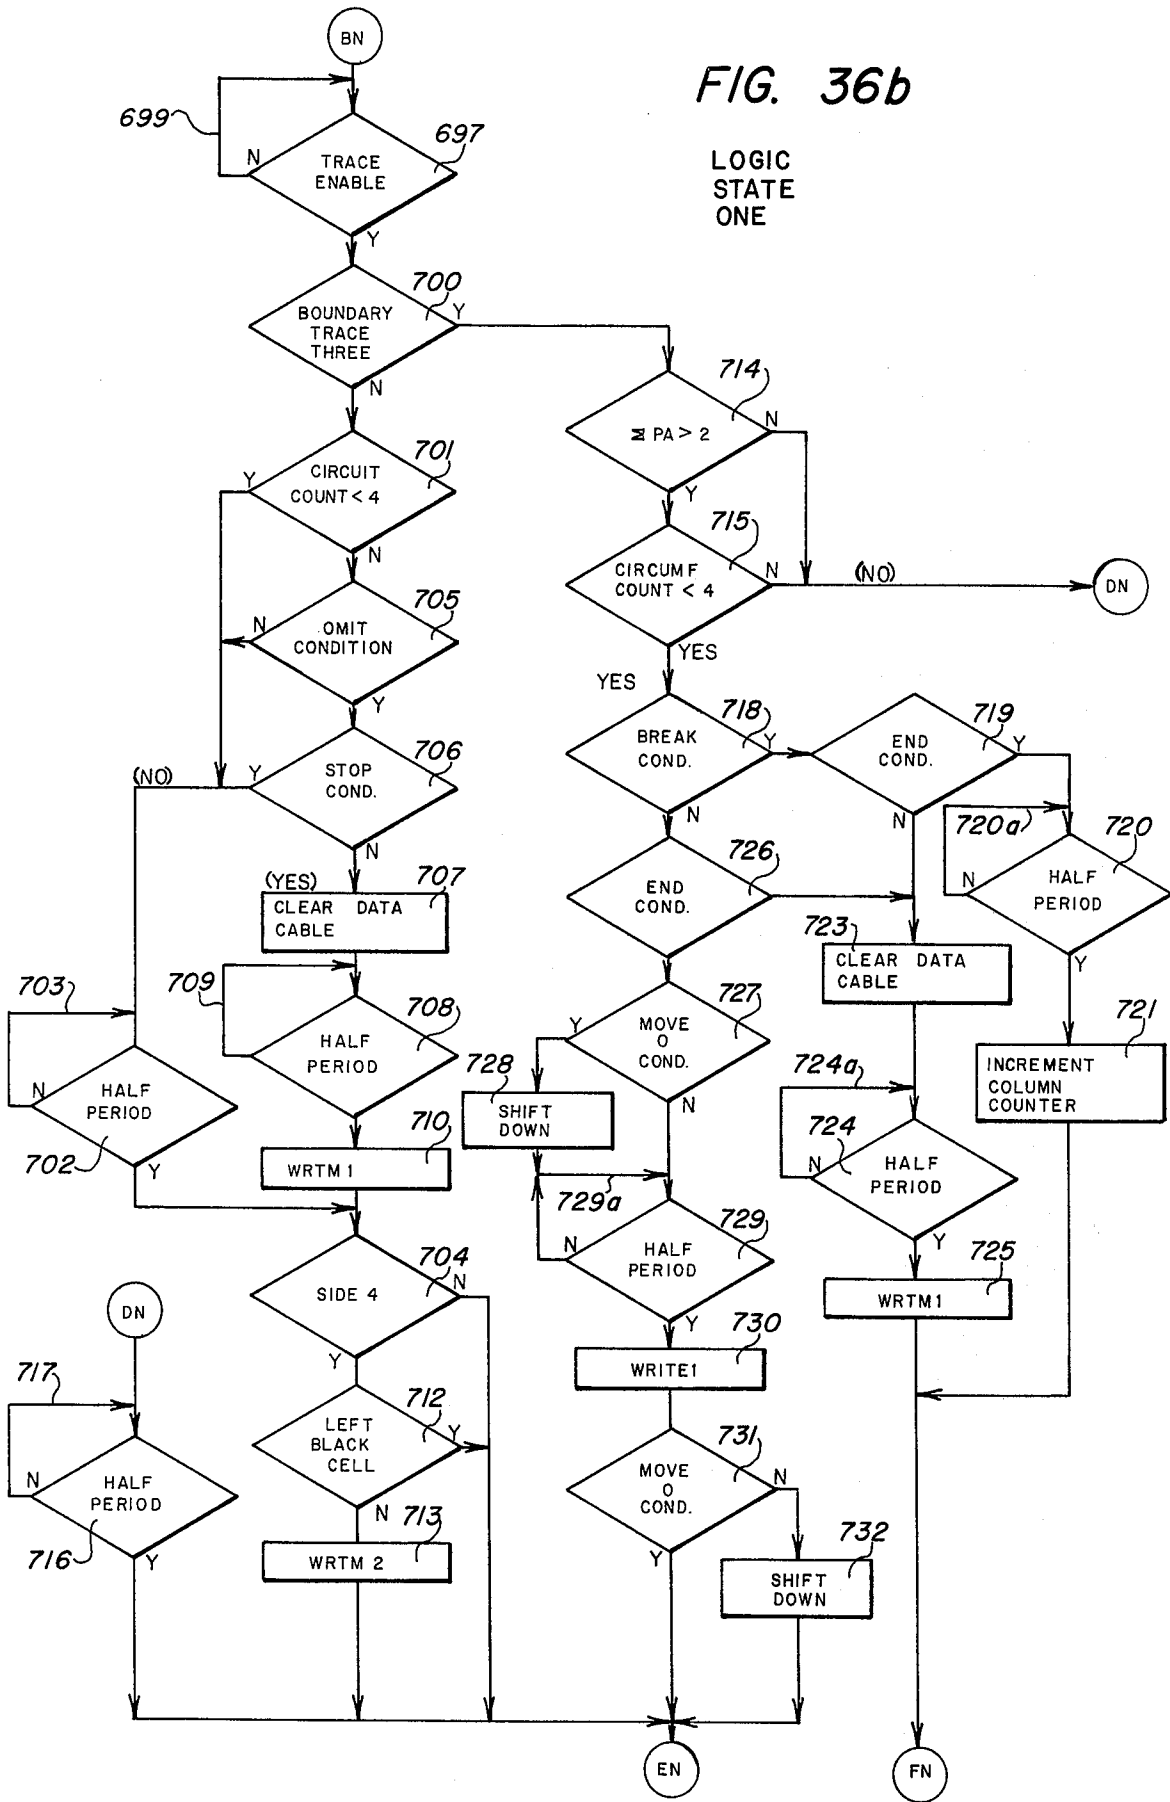 BN
FIG. 36b
LOGIC
STATE
ONE
699
697
N
TRACE
ENABLE
Y
700
BOUNDARY
TRACE
THREE
Y
N
714
Σ PA > 2
N
Y
701
Y
CIRCUIT
COUNT < 4
N
715
CIRCUMF
COUNT < 4
N
(NO)
DN
YES
YES
705
N
OMIT
CONDITION
Y
718
BREAK
COND.
Y
N
719
END
COND.
Y
N
706
(NO)
Y
STOP
COND.
N
720a
720
N
HALF
PERIOD
Y
726
END
COND.
(YES)
707
CLEAR DATA
CABLE
723
CLEAR DATA
CABLE
703
709
708
HALF
PERIOD
727
Y
MOVE
O
COND.
N
721
INCREMENT
COLUMN
COUNTER
N
HALF
PERIOD
702
Y
728
SHIFT
DOWN
724a
724
N
HALF
PERIOD
Y
710
WRTM 1
729a
729
N
HALF
PERIOD
Y
704
SIDE 4
N
Y
725
WRTM1
DN
730
WRITE1
717
712
LEFT
BLACK
CELL
Y
N
731
MOVE
O
COND.
N
Y
N
HALF
PERIOD
716
Y
713
WRTM 2
732
SHIFT
DOWN
EN
FN